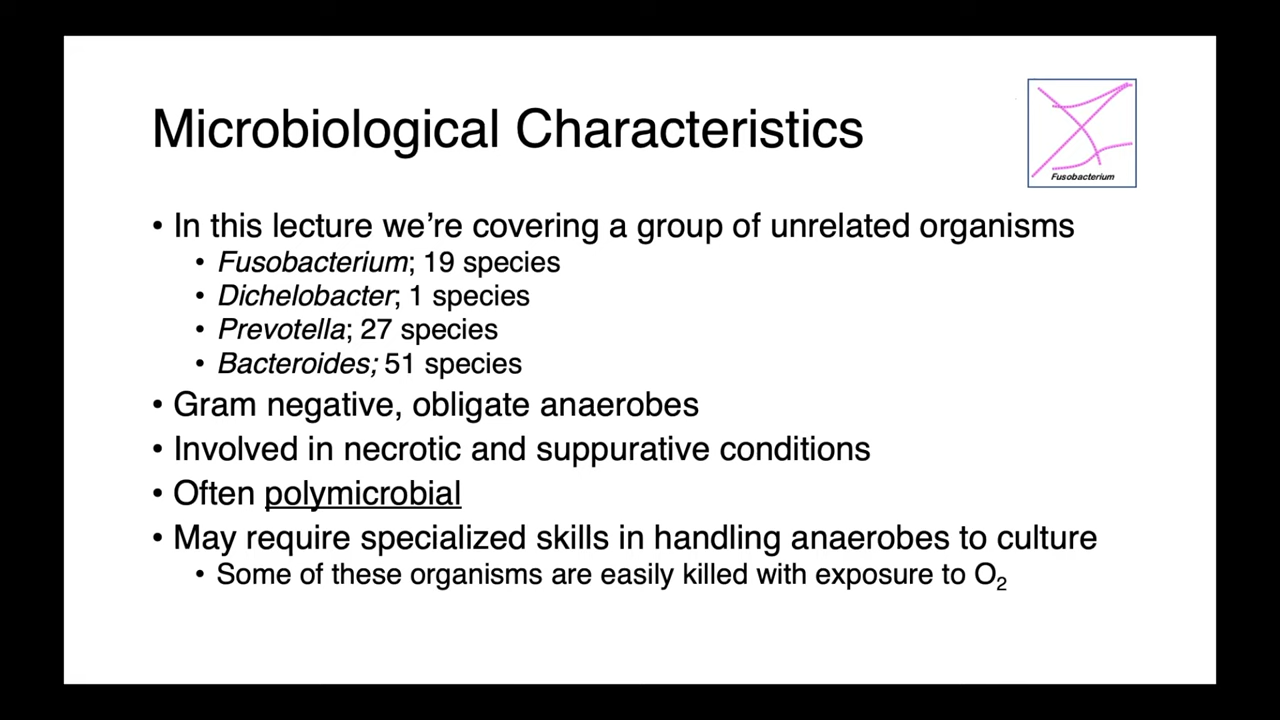 Microbiological Characteristics
Fusobacterium
• In this lecture we’re covering a group of unrelated organisms
• Fusobacterium; 19 species
• Dichelobacter; 1 species
• Prevotella; 27 species
• Bacteroides; 51 species
• Gram negative, obligate anaerobes
• Involved in necrotic and suppurative conditions
• Often polymicrobial
• May require specialized skills in handling anaerobes to culture
• Some of these organisms are easily killed with exposure to O₂